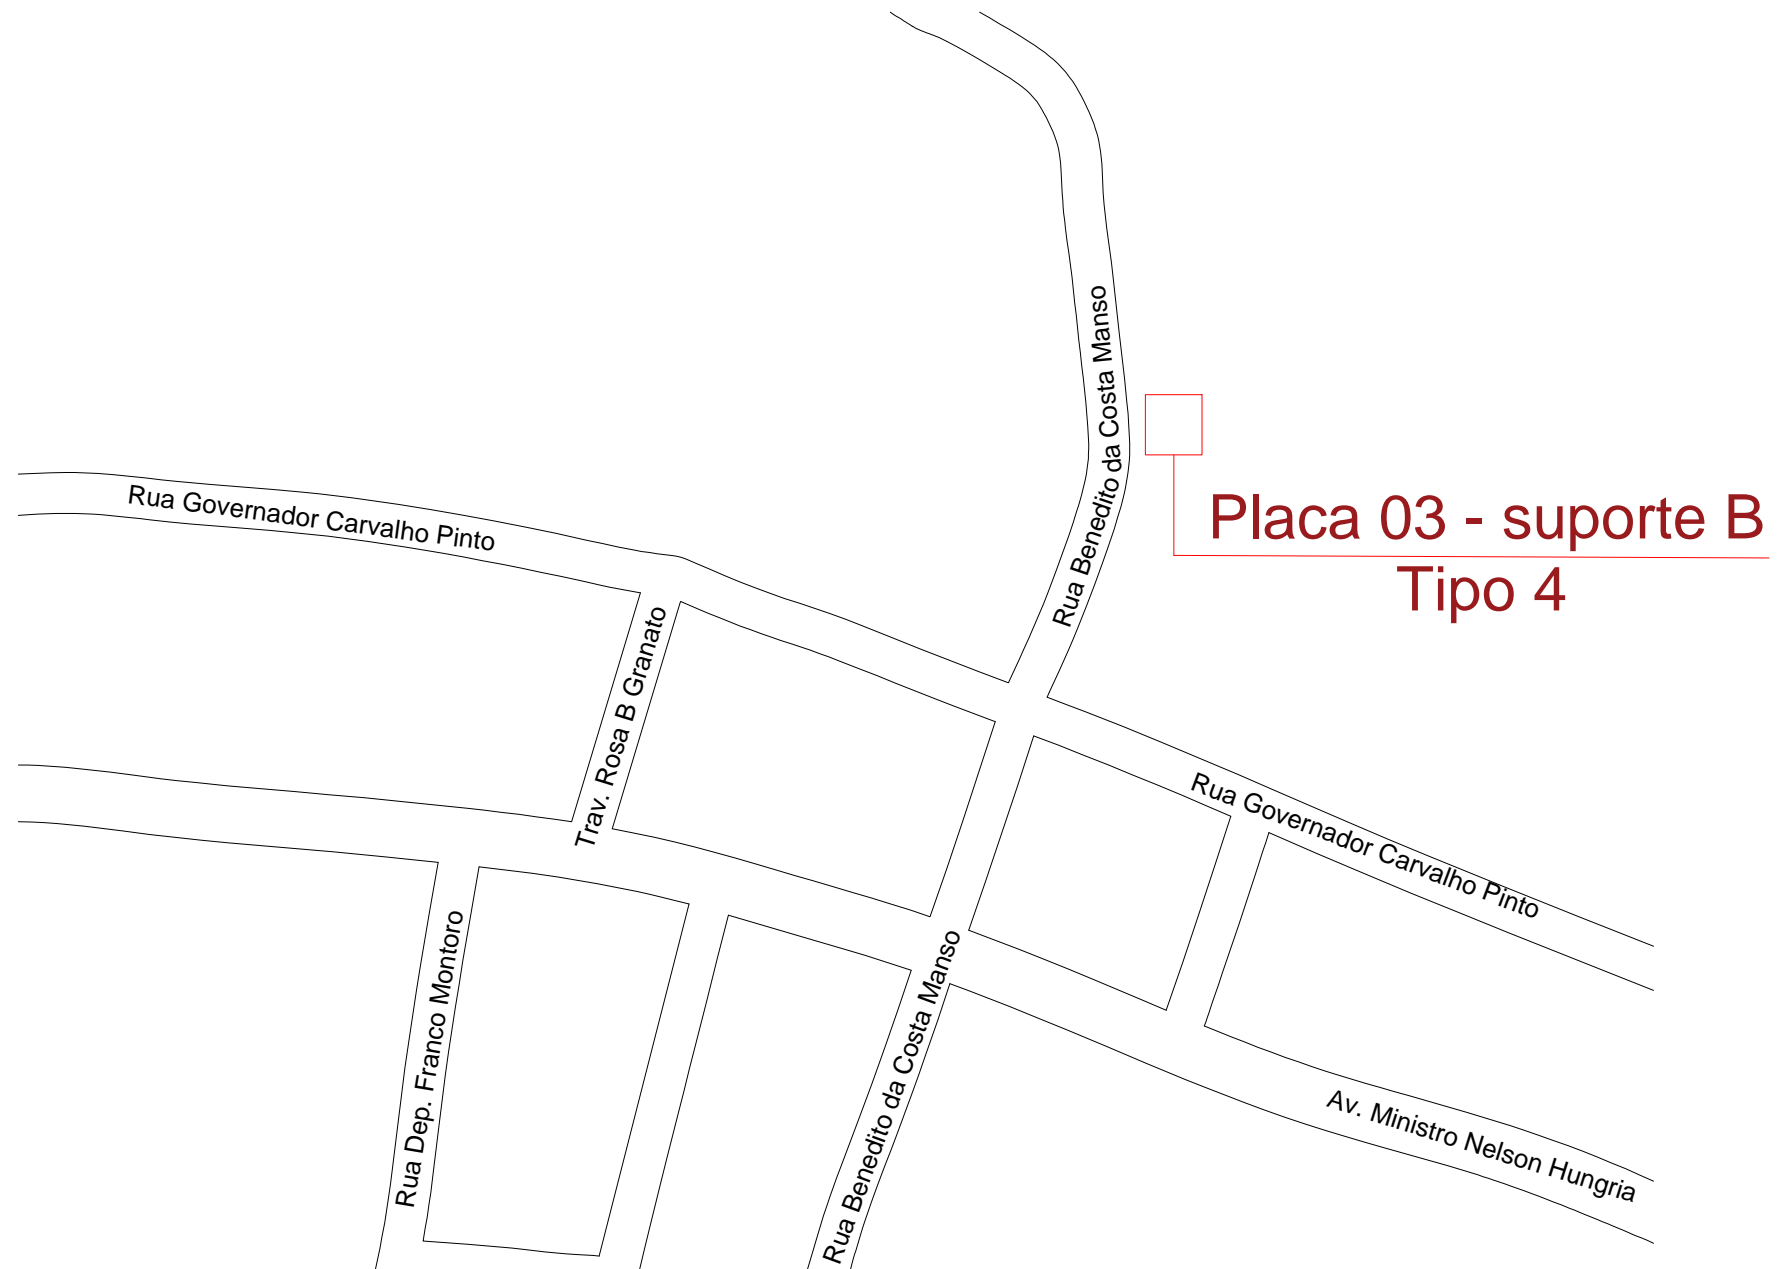 Rua Benedito da Costa Manso
Placa 03 - suporte B
Tipo 4
Rua Governador Carvalho Pinto
Trav. Rosa B Granato
Rua Governador Carvalho Pinto
Rua Dep. Franco Montoro
Rua Benedito da Costa Manso
Av. Ministro Nelson Hungria